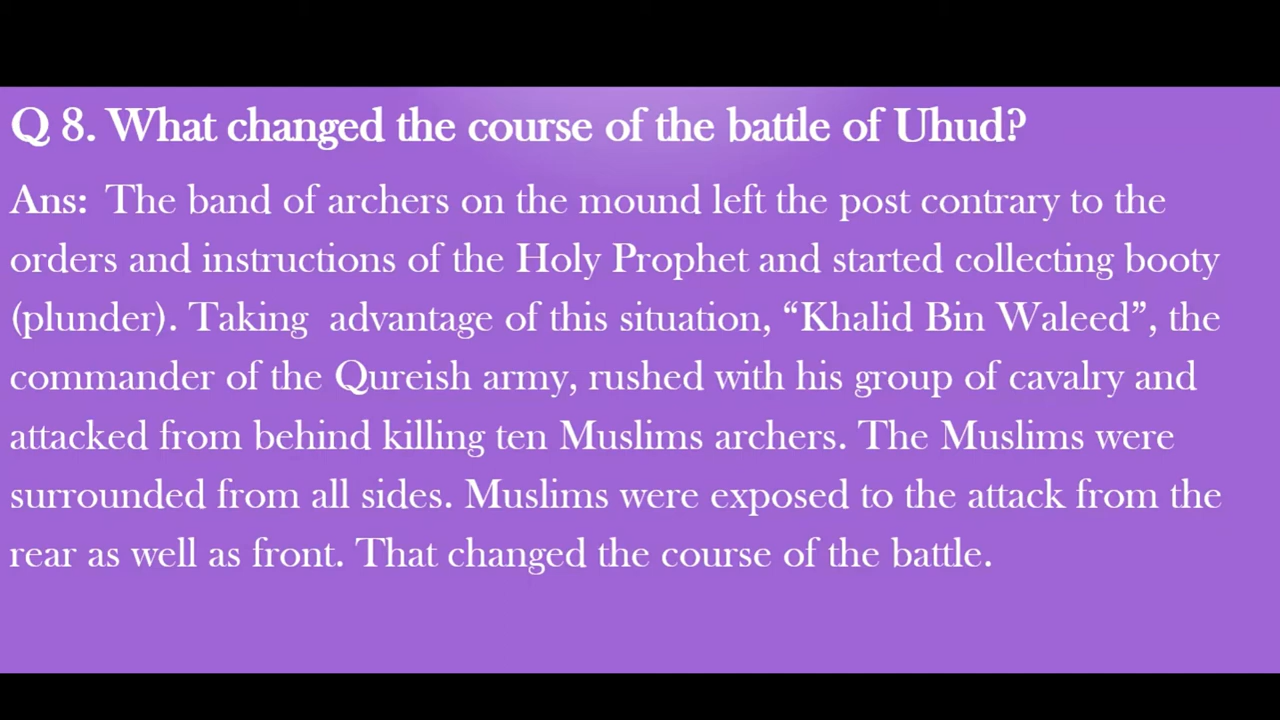 Q 8. What changed the course of the battle of Uhud?
Ans:  The band of archers on the mound left the post contrary to the
orders and instructions of the Holy Prophet and started collecting booty
(plunder). Taking  advantage of this situation, “Khalid Bin Waleed”, the
commander of the Qureish army, rushed with his group of cavalry and
attacked from behind killing ten Muslims archers. The Muslims were
surrounded from all sides. Muslims were exposed to the attack from the
rear as well as front. That changed the course of the battle.